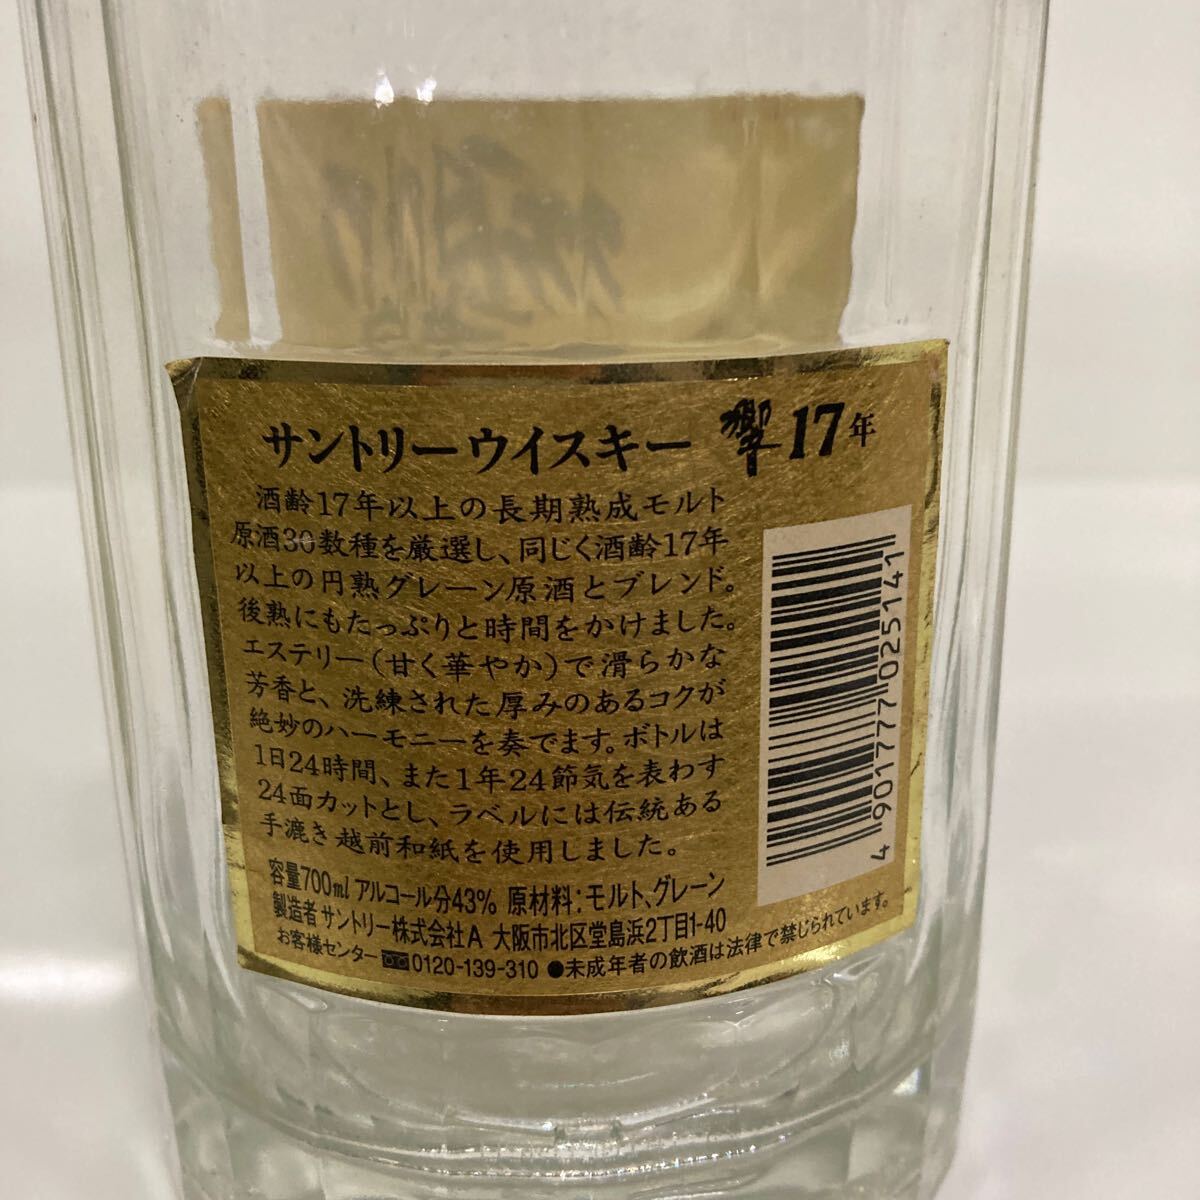 サントリーウイスキー 響17年
酒齢17年以上の長期熟成モルト
原酒30数種を厳選し、同じく酒齢17年
以上の円熟グレーン原酒とブレンド。
後熟にもたっぷりと時間をかけました。
エステリー(甘く華やか)で滑らかな
芳香と、洗練された厚みのあるコクが
絶妙のハーモニーを奏でます。ボトルは
1日24時間、また1年24節気を表わす
24面カットとし、ラベルには伝統ある
手漉き越前和紙を使用しました。
容量700ml アルコール分43% 原材料:モルト、グレーン
製造者 サントリー株式会社A 大阪市北区堂島浜2丁目1-40
お客様センター 0120-139-310 ●未成年者の飲酒は法律で禁じられています。
4 901777 025141